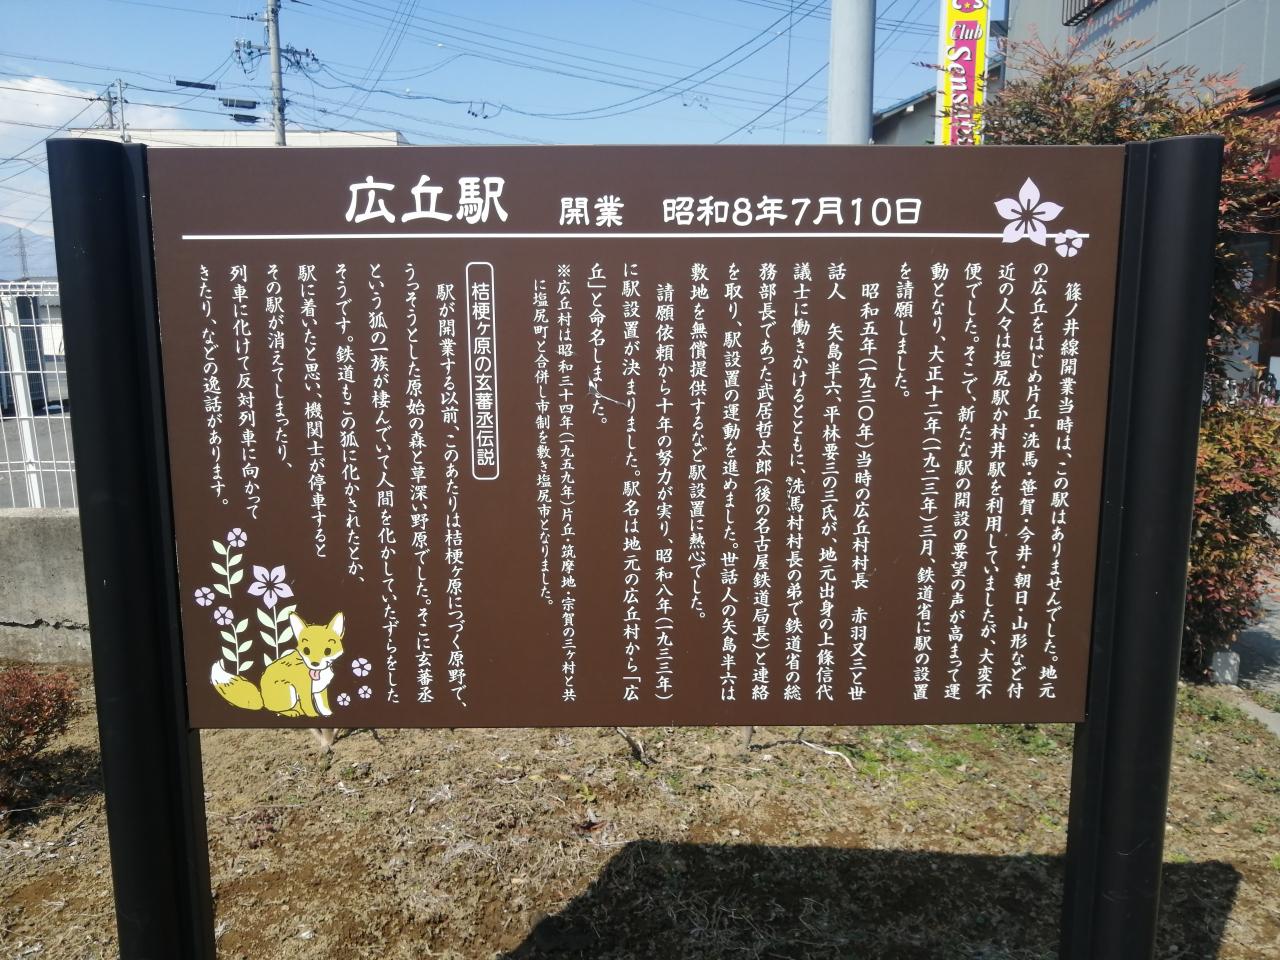 広丘駅 開業 昭和8年7月10日
篠ノ井線開業当時は、この駅はありませんでした。地元
の広丘をはじめ片丘・洗馬・笹賀・今井・朝日・山形など付
近の人々は塩尻駅か村井駅を利用していましたが、大変不
便でした。そこで、新たな駅の開設の要望の声が高まって運
動となり、大正十二年(一九二三年)三月、鉄道省に駅の設置
を請願しました。
昭和五年(一九三〇年)当時の広丘村村長 赤羽又三と世
話人 矢島半六、平林要三の三氏が、地元出身の上條信代
議士に働きかけるとともに、洗馬村村長の弟で鉄道省の総
務部長であった武居哲太郎(後の名古屋鉄道局長)と連絡
を取り、駅設置の運動を進めました。世話人の矢島半六は
敷地を無償提供するなど駅設置に熱心でした。
請願依頼から十年の努力が実り、昭和八年(一九三三年)
に駅設置が決まりました。駅名は地元の広丘村から「広
丘」と命名しました。
※広丘村は昭和三十四年(一九五九年)片丘・筑摩地・宗賀の三ヶ村と共
に塩尻町と合併し市制を敷き塩尻市となりました。
桔梗ヶ原の玄蕃丞伝説
駅が開業する以前、このあたりは桔梗ヶ原につづく原野で、
うっそうとした原始の森と草深い野原でした。そこに玄蕃丞
という狐の一族が棲んでいて人間を化かしていたずらをした
そうです。鉄道もこの狐に化かされたとか、
駅に着いたと思い、機関士が停車すると
その駅が消えてしまったり、
列車に化けて反対列車に向かって
きたり、などの逸話があります。
Club